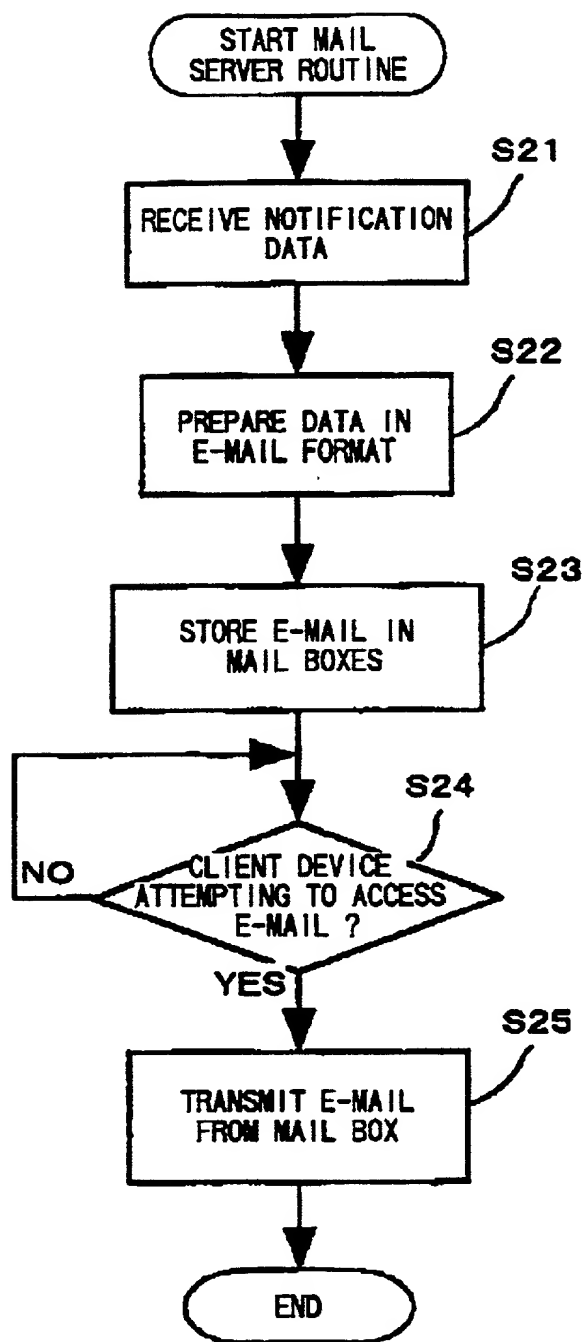 START MAIL
SERVER ROUTINE
S21
RECEIVE NOTIFICATION
DATA
S22
PREPARE DATA IN
E-MAIL FORMAT
S23
STORE E-MAIL IN
MAIL BOXES
S24
CLIENT DEVICE
ATTEMPTING TO ACCESS
E-MAIL ?
NO
YES
S25
TRANSMIT E-MAIL
FROM MAIL BOX
END